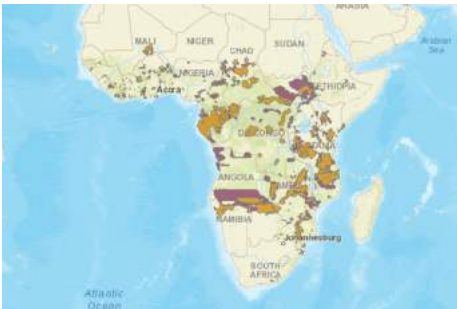 ARABIA
Arabian
Sea
MALI
NIGER
SUDAN
CHAD
NIGERIA
ETHIOPIA
Accra
DR CONGO
TANZANIA
ANGOLA
NAMIBIA
Johannesburg
SOUTH
AFRICA
Atlantic
Ocean